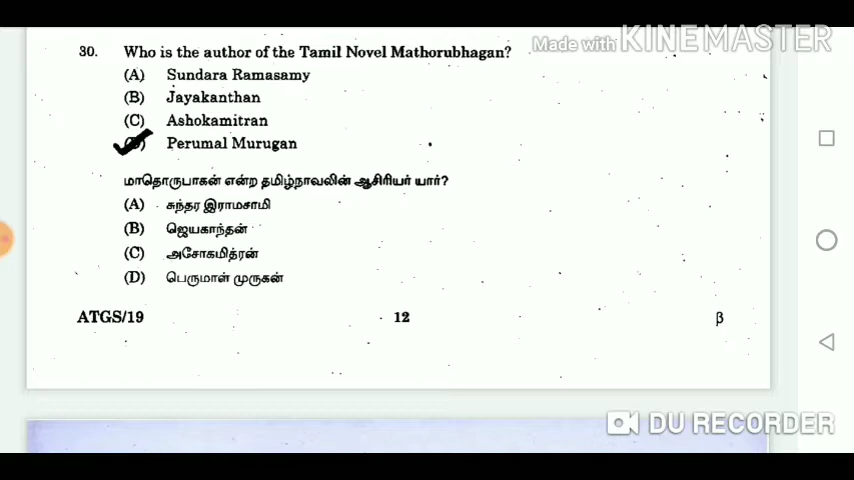 Made with KINEMASTER
30. Who is the author of the Tamil Novel Mathorubhagan?
(A) Sundara Ramasamy
(B) Jayakanthan
(C) Ashokamitran
(D) Perumal Murugan
மாதொருபாகன் என்ற தமிழ்நாவலின் ஆசிரியர் யார்?
(A) சுந்தர இராமசாமி
(B) ஜெயகாந்தன்
(C) அசோகமித்ரன்
(D) பெருமாள் முருகன்
ATGS/19 12 β
DU RECORDER